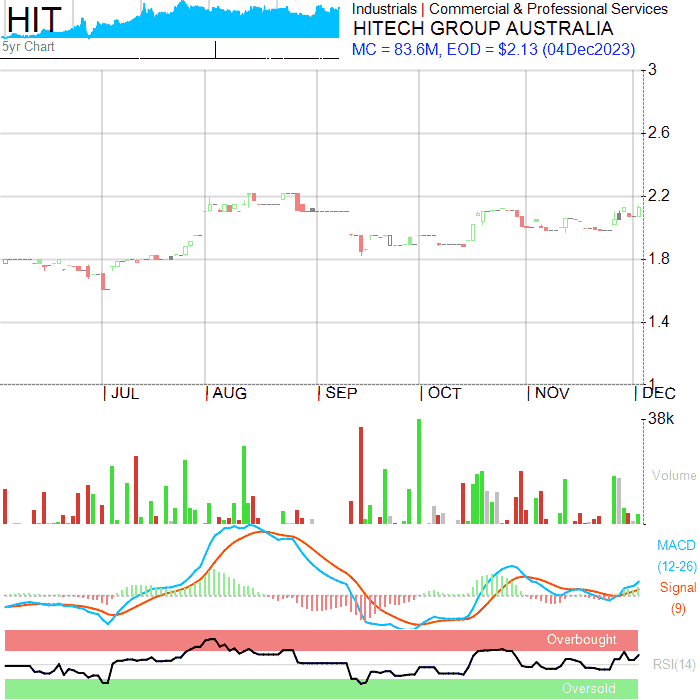 HIT
5yr Chart
Industrials | Commercial & Professional Services
HITECH GROUP AUSTRALIA
MC = 83.6M, EOD = $2.13 (04Dec2023)
3
2.6
2.2
1.8
1.4
1
JUL
AUG
SEP
OCT
NOV
DEC
38k
Volume
MACD
(12-26)
Signal
(9)
Overbought
RSI(14)
Oversold